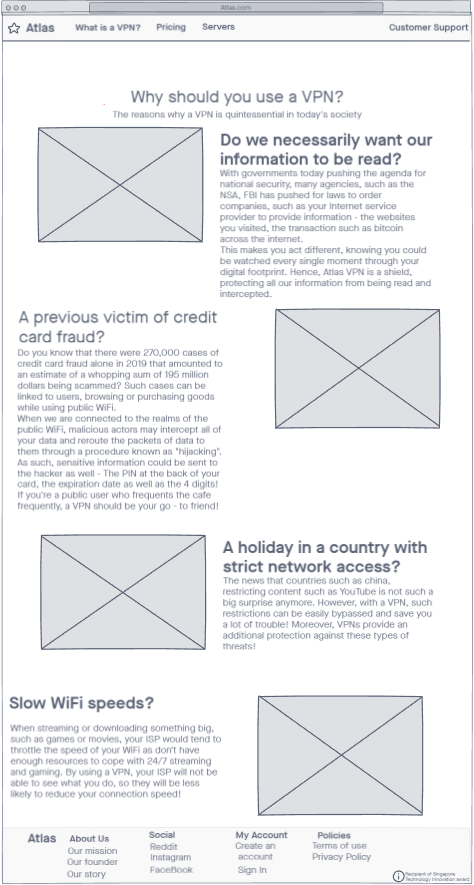 Atlas.com
Atlas What is a VPN? Pricing Servers Customer Support
Why should you use a VPN?
The reasons why a VPN is quintessential in today's society
Do we necessarily want our
information to be read?
With governments today pushing the agenda for
national security, many agencies, such as the
NSA, FBI has pushed for laws to order
companies, such as your Internet service
provider to provide information - the websites
you visited, the transaction such as bitcoin
across the internet.
This makes you act different, knowing you could
be watched every single moment through your
digital footprint. Hence, Atlas VPN is a shield,
protecting all our information from being read and
intercepted.
A previous victim of credit
card fraud?
Do you know that there were 270,000 cases of
credit card fraud alone in 2019 that amounted to
an estimate of a whopping sum of 195 million
dollars being scammed? Such cases can be
linked to users, browsing or purchasing goods
while using public WiFi.
When we are connected to the realms of the
public WiFi, malicious actors may intercept all of
your data and reroute the packets of data to
them through a procedure known as "hijacking".
As such, sensitive information could be sent to
the hacker as well - The PIN at the back of your
card, the expiration date as well as the 4 digits!
If you're a public user who frequents the cafe
frequently, a VPN should be your go - to friend!
A holiday in a country with
strict network access?
The news that countries such as china,
restricting content such as YouTube is not such a
big surprise anymore. However, with a VPN, such
restrictions can be easily bypassed and save you
a lot of trouble! Moreover, VPNs provide an
additional protection against these types of
threats!
Slow WiFi speeds?
When streaming or downloading something big,
such as games or movies, your ISP would tend to
throttle the speed of your WiFi as don't have
enough resources to cope with 24/7 streaming
and gaming. By using a VPN, your ISP will not be
able to see what you do, so they will be less
likely to reduce your connection speed!
Atlas
About Us
Our mission
Our founder
Our story
Social
Reddit
Instagram
FaceBook
My Account
Create an
account
Sign In
Policies
Terms of use
Privacy Policy
Recipient of Singapore
Technology Innovation award